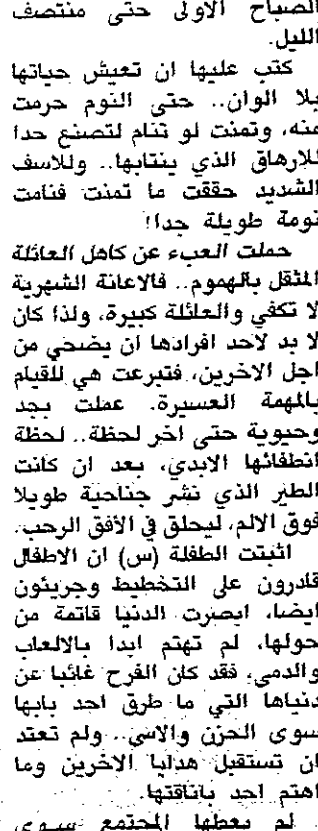 الصباح الاولى حتى منتصف
الليل.
كتب عليها ان تعيش حياتها
بلا الوان.. حتى النوم حرمت
منه، وتمنت لو تنام لتصنع حدا
للارهاق الذي ينتابها.. وللاسف
الشديد حققت ما تمنت فنامت
نومة طويلة جدا!
حملت العبء عن كاهل العائلة
المثقل بالهموم.. فالاعانة الشهرية
لا تكفي والعائلة كبيرة، ولذا كان
لا بد لاحد افرادها ان يضحي من
اجل الاخرين، فتبرعت هي للقيام
بالمهمة العسيرة. عملت بجد
وحيوية حتى اخر لحظة.. لحظة
انطفائها الابدي، بعد ان كانت
الطير الذي نشر جناحية طويلا
فوق الالم، ليحلق في الأفق الرحب.
اثبتت الطفلة (س) ان الاطفال
قادرون على التخطيط وجريئون
ايضا، ابصرت الدنيا قاتمة من
حولها، لم تهتم ابدا بالالعاب
والدمى، فقد كان الفرح غائبا عن
دنياها التي ما طرق احد بابها
سوى الحزن والاسى.. ولم تعتد
ان تستقبل هدايا الاخرين وما
اهتم احد باناقتها.
لم يعطها المجتمع سوى